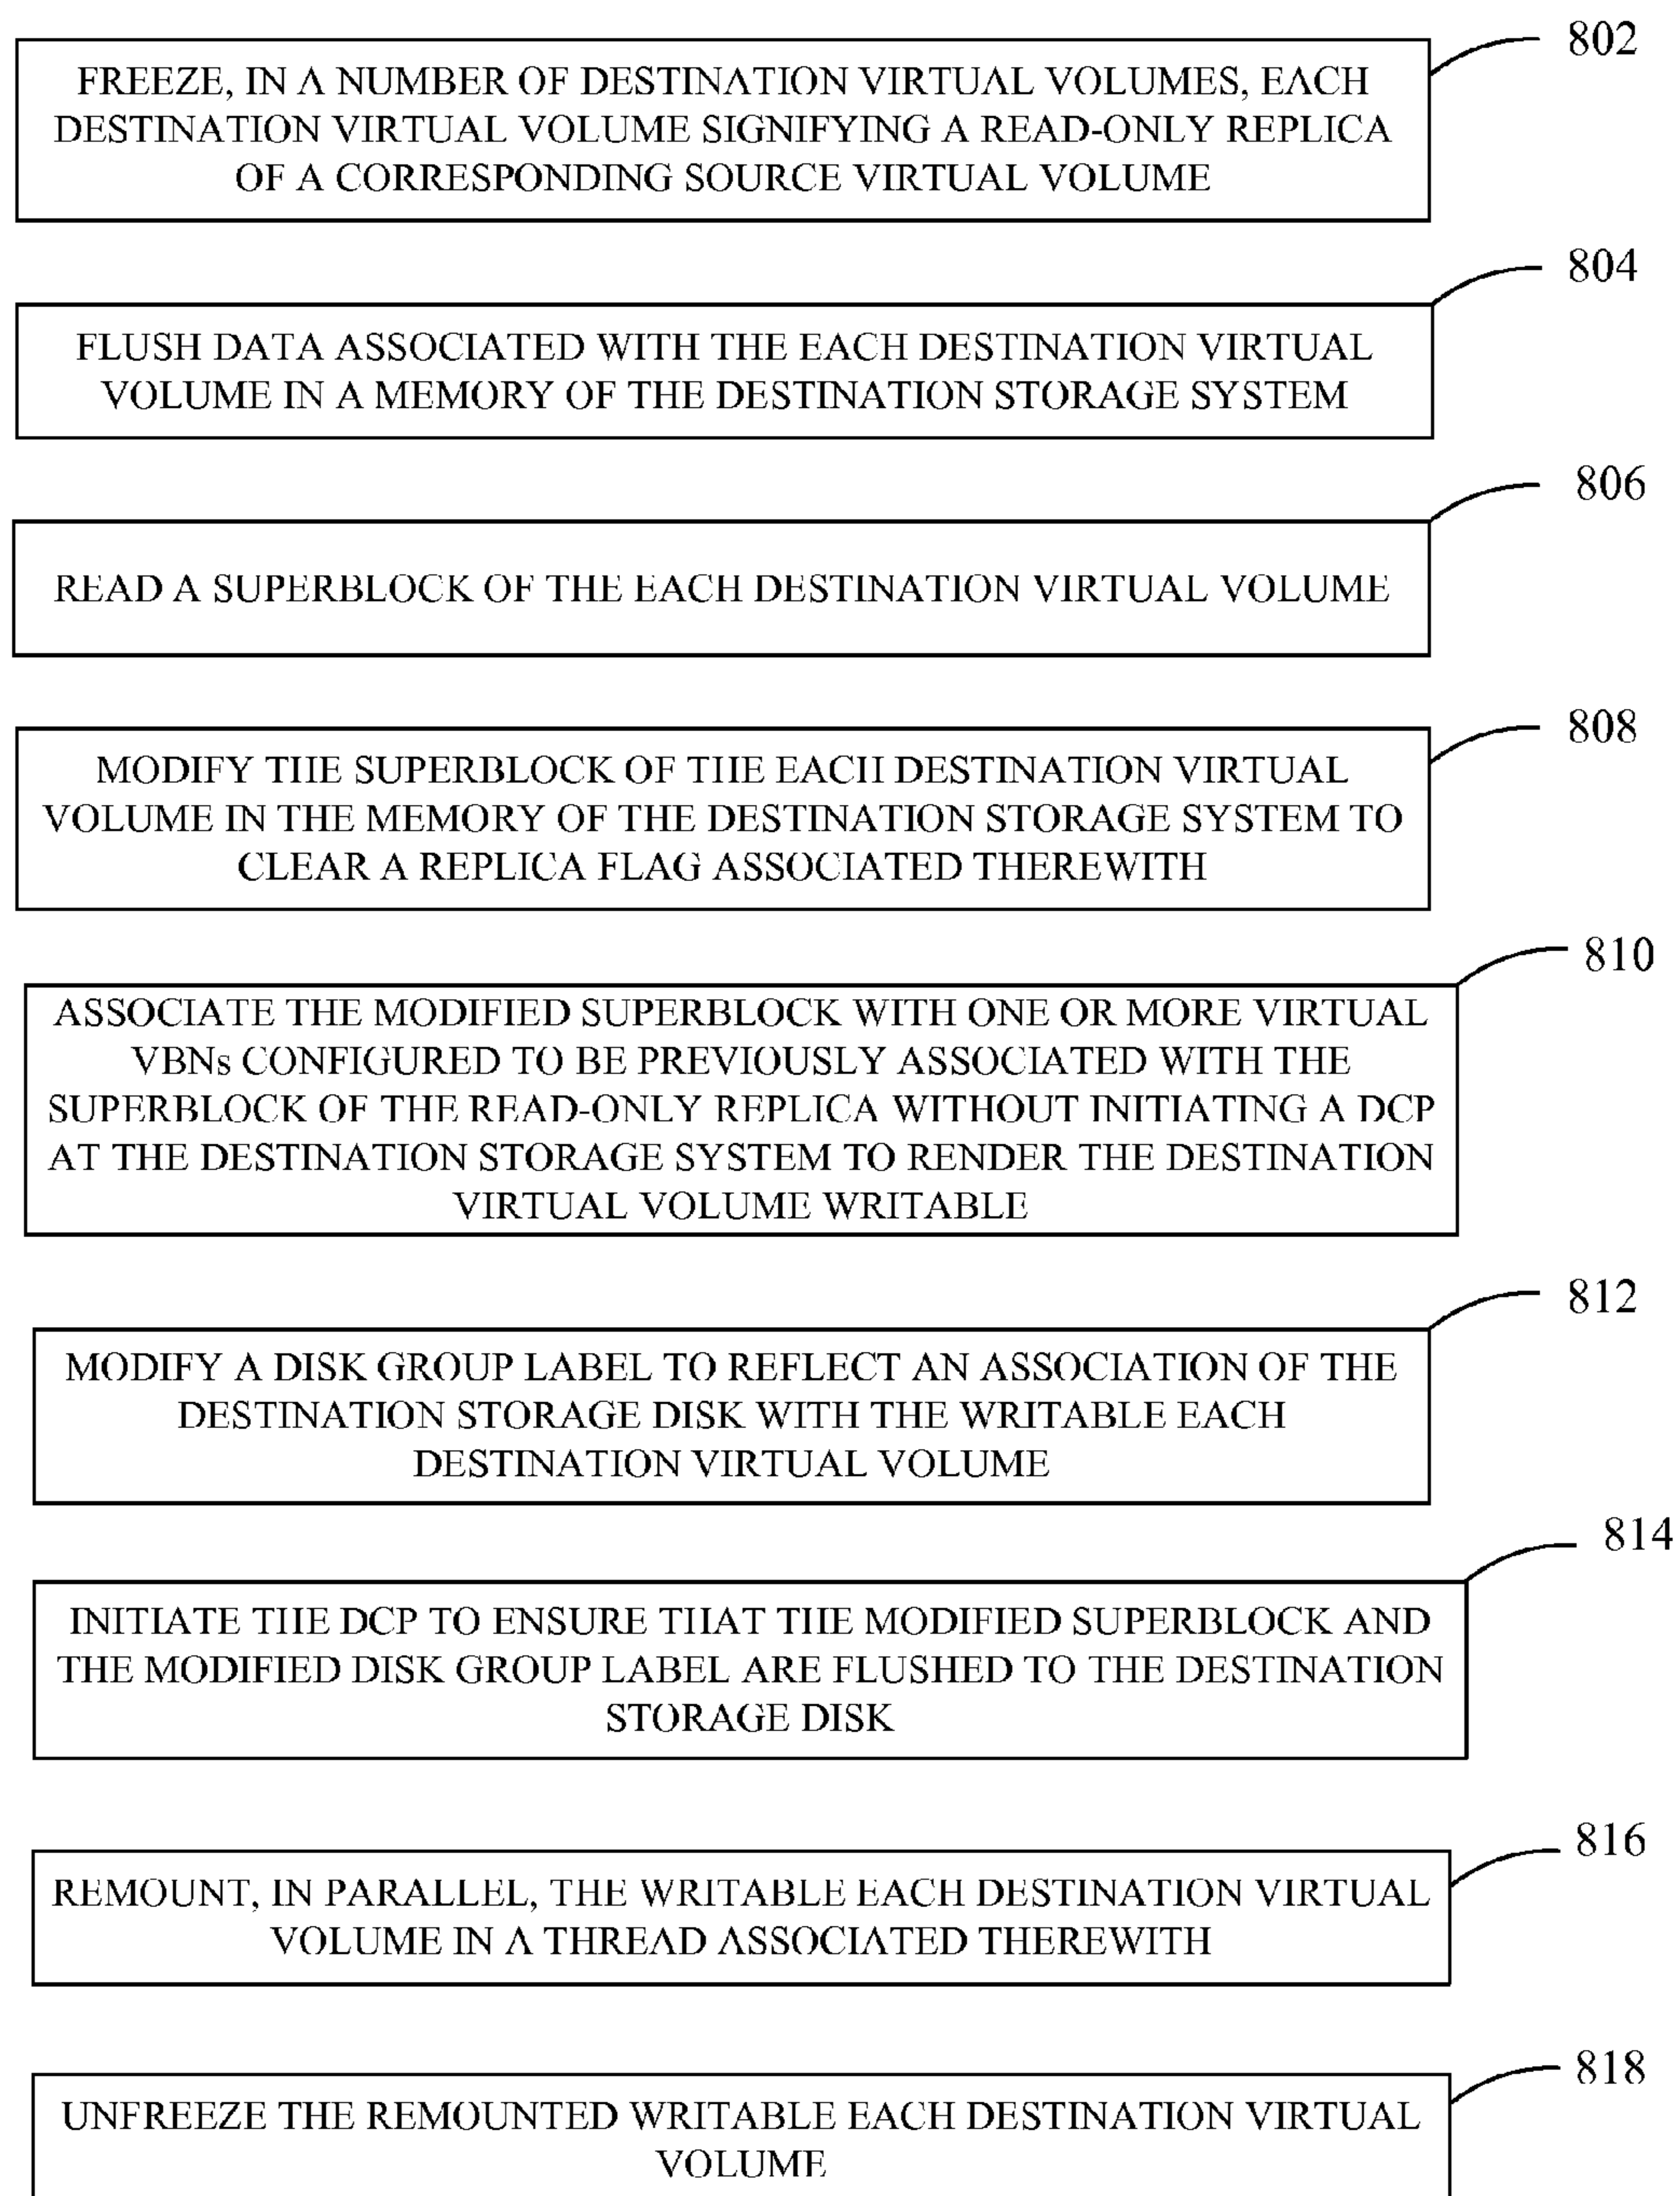 802
FREEZE, IN A NUMBER OF DESTINATION VIRTUAL VOLUMES, EACH
DESTINATION VIRTUAL VOLUME SIGNIFYING A READ-ONLY REPLICA
OF A CORRESPONDING SOURCE VIRTUAL VOLUME
804
FLUSH DATA ASSOCIATED WITH THE EACH DESTINATION VIRTUAL
VOLUME IN A MEMORY OF THE DESTINATION STORAGE SYSTEM
806
READ A SUPERBLOCK OF THE EACH DESTINATION VIRTUAL VOLUME
808
MODIFY THE SUPERBLOCK OF THE EACH DESTINATION VIRTUAL
VOLUME IN THE MEMORY OF THE DESTINATION STORAGE SYSTEM TO
CLEAR A REPLICA FLAG ASSOCIATED THEREWITH
810
ASSOCIATE THE MODIFIED SUPERBLOCK WITH ONE OR MORE VIRTUAL
VBNs CONFIGURED TO BE PREVIOUSLY ASSOCIATED WITH THE
SUPERBLOCK OF THE READ-ONLY REPLICA WITHOUT INITIATING A DCP
AT THE DESTINATION STORAGE SYSTEM TO RENDER THE DESTINATION
VIRTUAL VOLUME WRITABLE
812
MODIFY A DISK GROUP LABEL TO REFLECT AN ASSOCIATION OF THE
DESTINATION STORAGE DISK WITH THE WRITABLE EACH
DESTINATION VIRTUAL VOLUME
814
INITIATE THE DCP TO ENSURE THAT THE MODIFIED SUPERBLOCK AND
THE MODIFIED DISK GROUP LABEL ARE FLUSHED TO THE DESTINATION
STORAGE DISK
816
REMOUNT, IN PARALLEL, THE WRITABLE EACH DESTINATION VIRTUAL
VOLUME IN A THREAD ASSOCIATED THEREWITH
818
UNFREEZE THE REMOUNTED WRITABLE EACH DESTINATION VIRTUAL
VOLUME